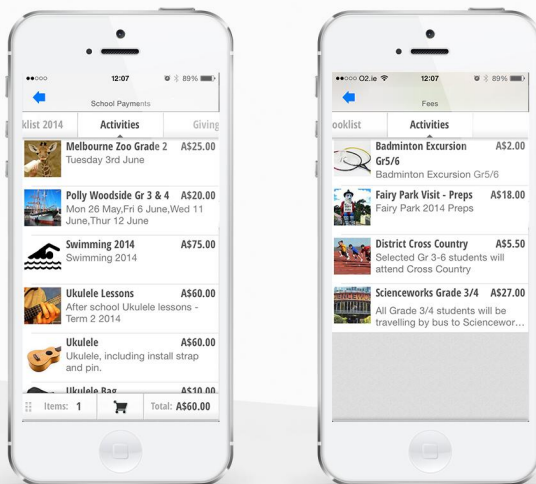 12:07
89%
School Payments
klist 2014
Activities
Giving
Melbourne Zoo Grade 2 A$25.00
Tuesday 3rd June
Polly Woodside Gr 3 & 4 A$20.00
Mon 26 May,Fri 6 June,Wed 11
June,Thur 12 June
Swimming 2014 A$75.00
Swimming 2014
Ukulele Lessons A$60.00
After school Ukulele lessons -
Term 2 2014
Ukulele A$60.00
Ukulele, including install strap
and pin.
Ukulele Bag A$10.00
Items: 1 Total: A$60.00
O2.ie 12:07 89%
Fees
ooklist
Activities
Badminton Excursion A$2.00
Gr5/6
Badminton Excursion Gr5/6
Fairy Park Visit - Preps A$18.00
Fairy Park 2014 Preps
District Cross Country A$5.50
Selected Gr 3-6 students will
attend Cross Country
Scienceworks Grade 3/4 A$27.00
All Grade 3/4 students will be
travelling by bus to Sciencewor...